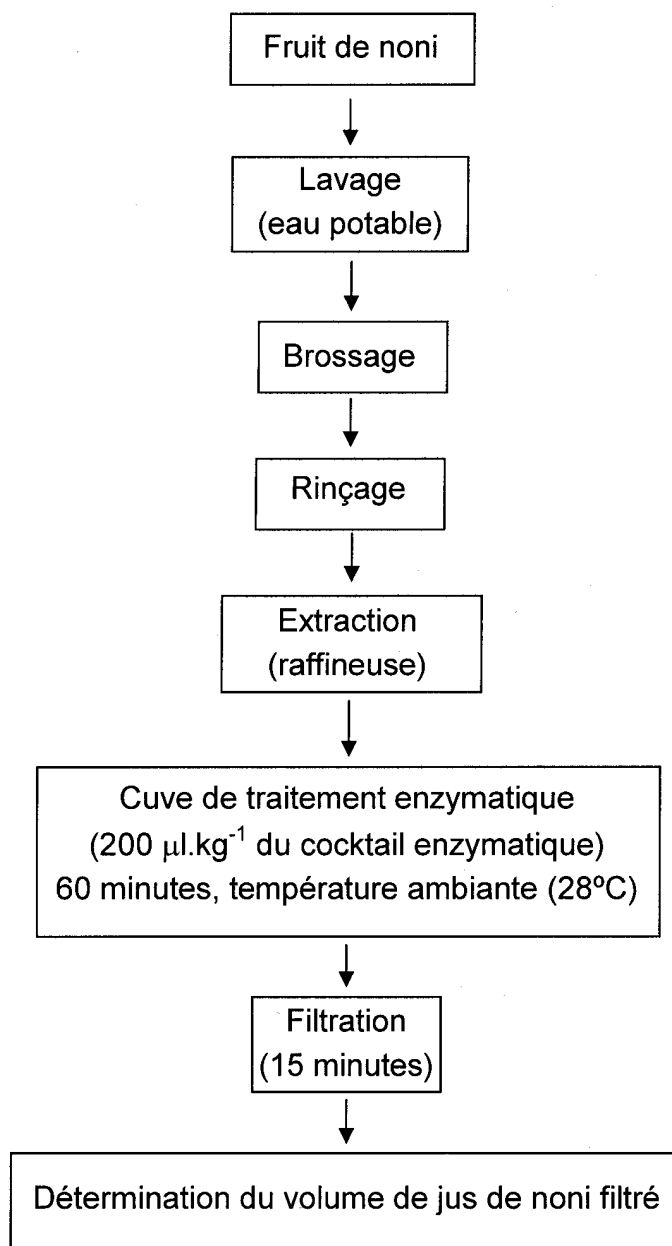 Fruit de noni
Lavage
(eau potable)
Brossage
Rinçage
Extraction
(raffineuse)
Cuve de traitement enzymatique
(200 μl.kg⁻¹ du cocktail enzymatique)
60 minutes, température ambiante (28ºC)
Filtration
(15 minutes)
Détermination du volume de jus de noni filtré